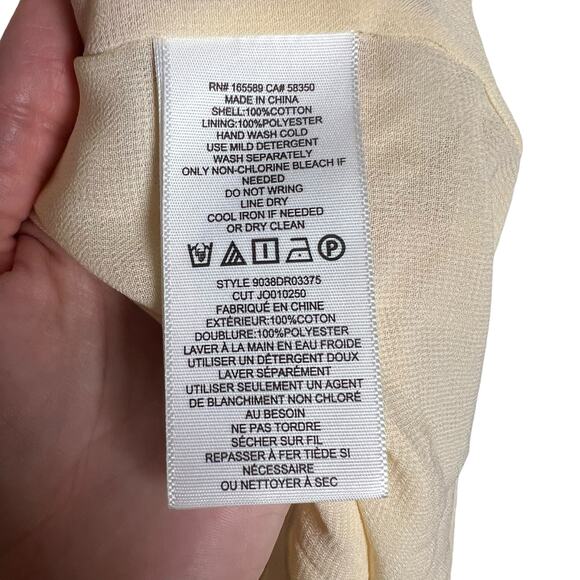 RN# 165589 CA# 58350
MADE IN CHINA
SHELL:100%COTTON
LINING:100%POLYESTER
HAND WASH COLD
USE MILD DETERGENT
WASH SEPARATELY
ONLY NON-CHLORINE BLEACH IF
NEEDED
DO NOT WRING
LINE DRY
COOL IRON IF NEEDED
OR DRY CLEAN
P
STYLE 9038DR03375
CUT JO010250
FABRIQUÉ EN CHINE
EXTÉRIEUR:100%COTON
DOUBLURE:100%POLYESTER
LAVER À LA MAIN EN EAU FROIDE
UTILISER UN DÉTERGENT DOUX
LAVER SÉPARÉMENT
UTILISER SEULEMENT UN AGENT
DE BLANCHIMENT NON CHLORÉ
AU BESOIN
NE PAS TORDRE
SÉCHER SUR FIL
REPASSER À FER TIÈDE SI
NÉCESSAIRE
OU NETTOYER À SEC